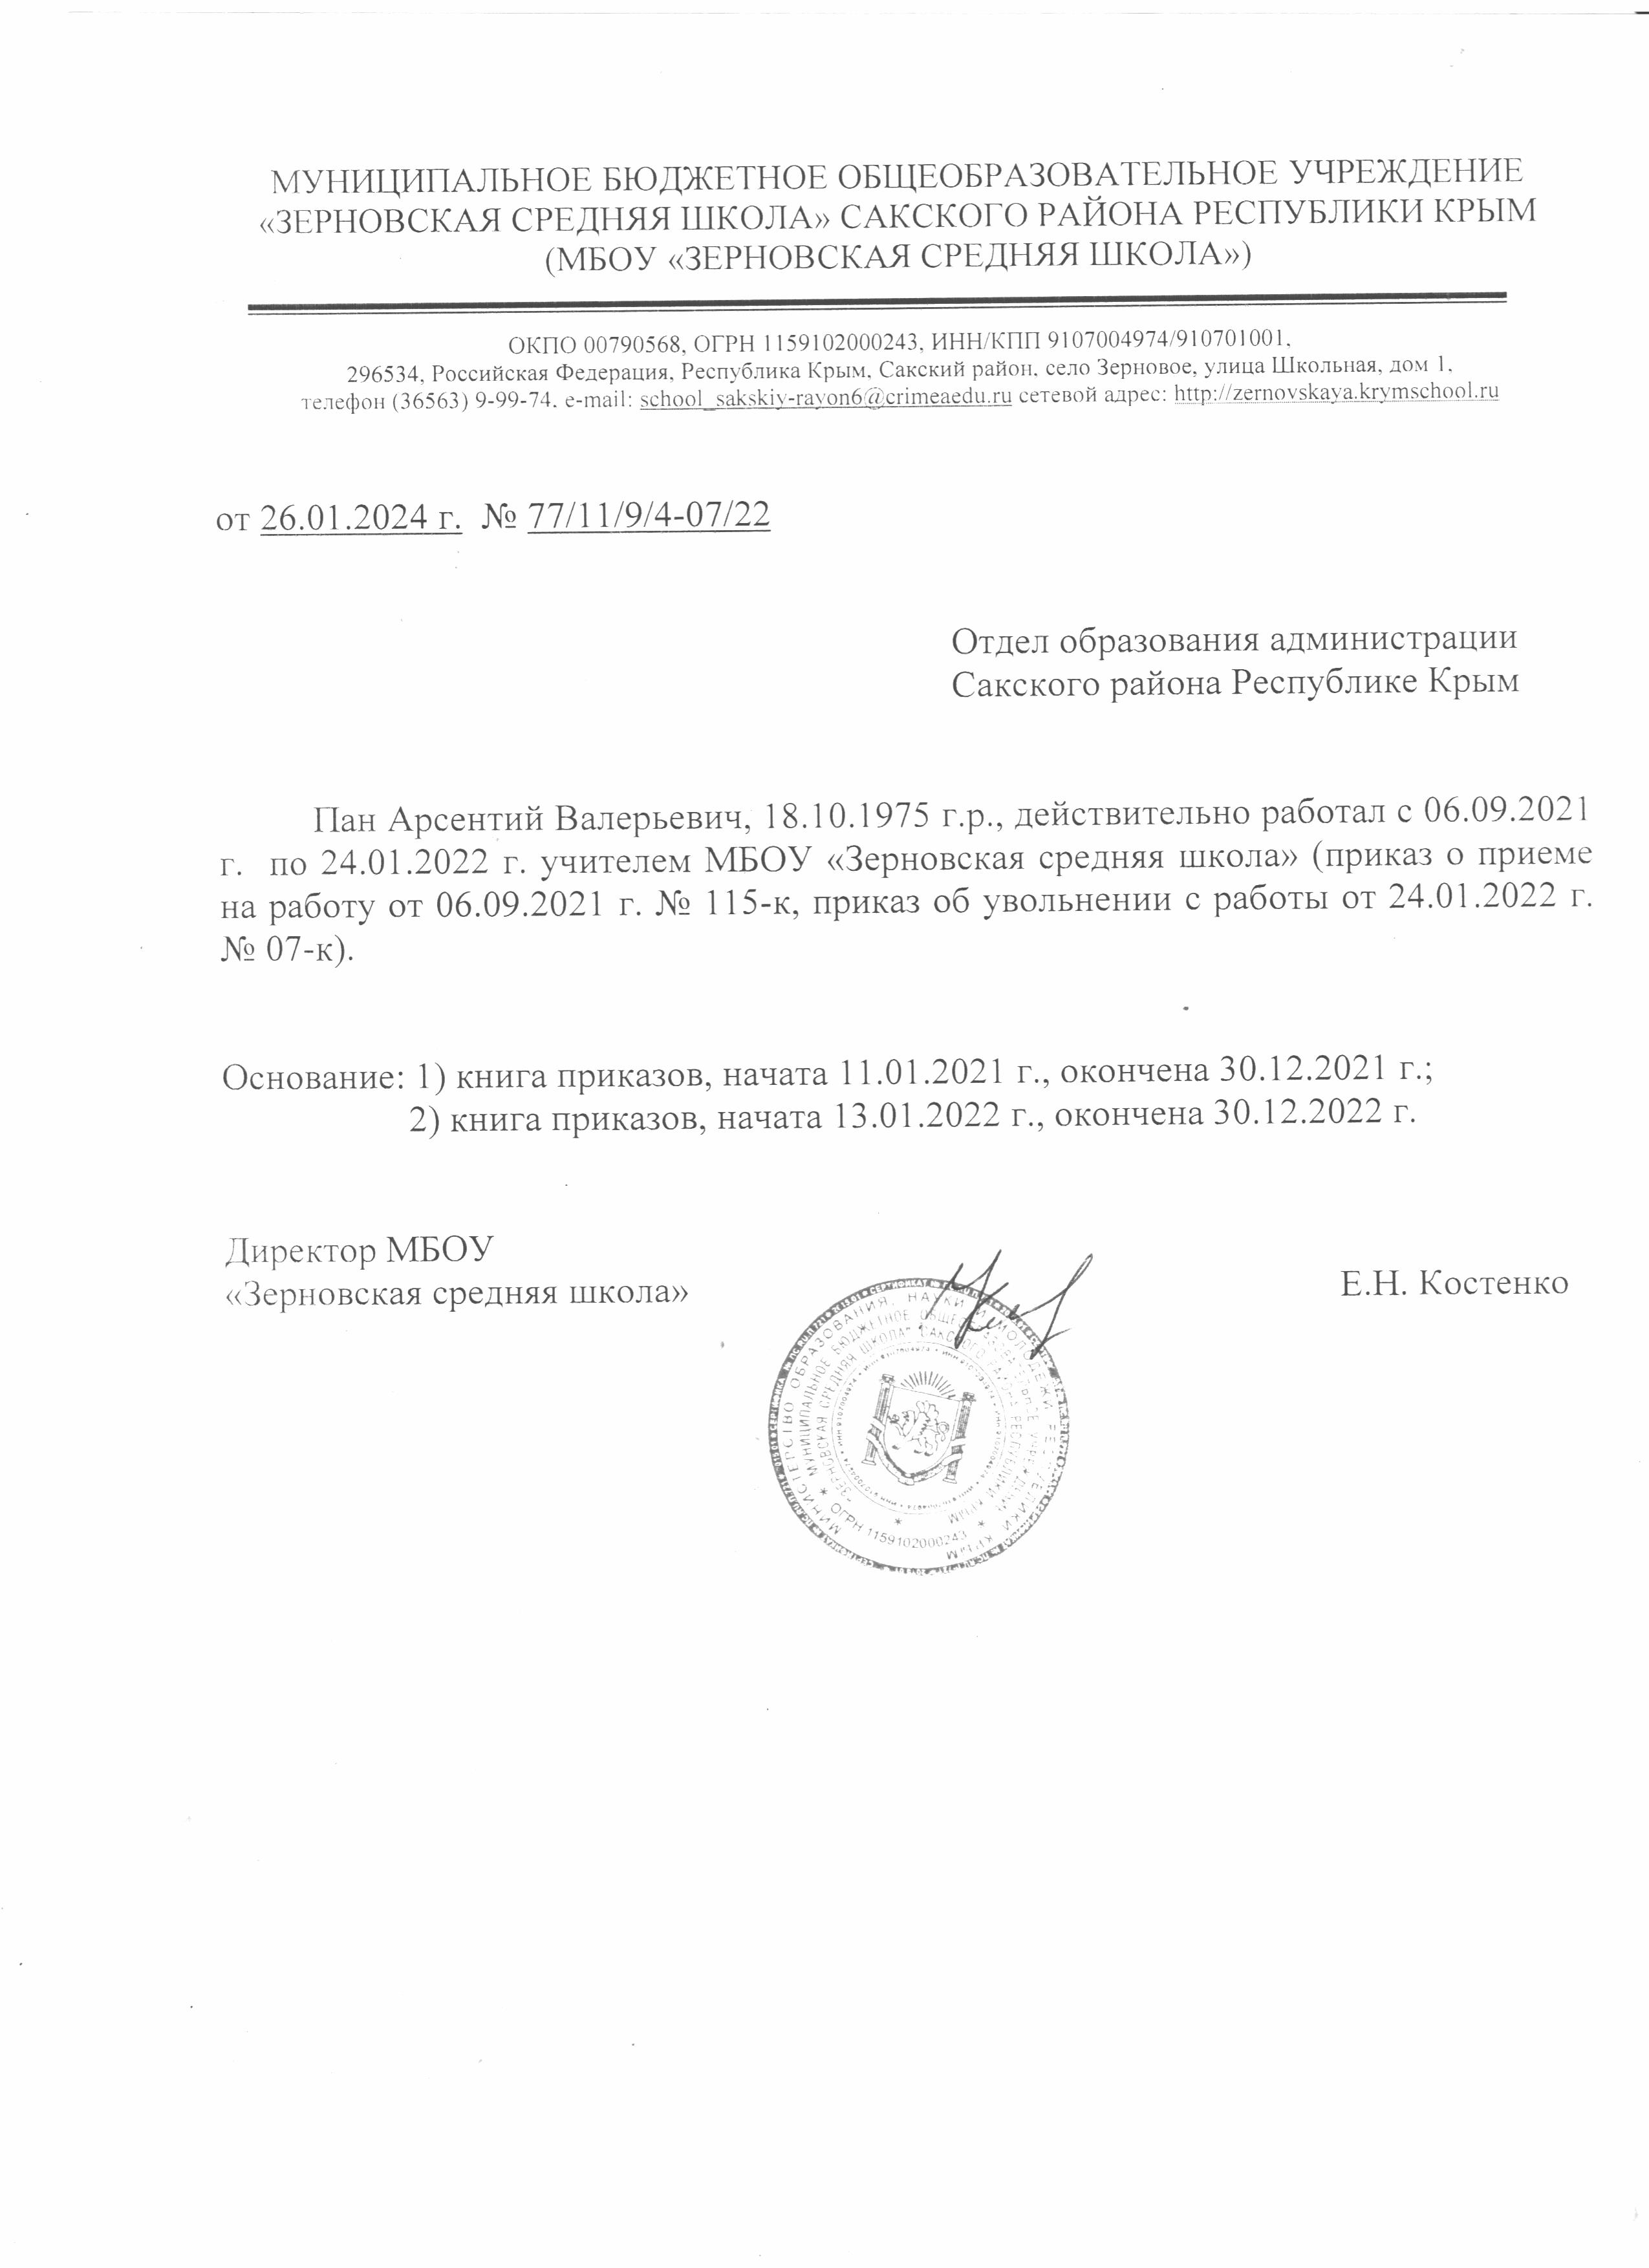 МУНИЦИПАЛЬНОЕ БЮДЖЕТНОЕ ОБЩЕОБРАЗОВАТЕЛЬНОЕ УЧРЕЖДЕНИЕ
«ЗЕРНОВСКАЯ СРЕДНЯЯ ШКОЛА» САКСКОГО РАЙОНА РЕСПУБЛИКИ КРЫМ
(МБОУ «ЗЕРНОВСКАЯ СРЕДНЯЯ ШКОЛА»)
ОКПО 00790568, ОГРН 1159102000243, ИНН/КПП 9107004974/910701001,
296534, Российская Федерация, Республика Крым, Сакский район, село Зерновое, улица Школьная, дом 1,
телефон (36563) 9-99-74, e-mail: school_sakskiy-rayon6@crimeaedu.ru сетевой адрес: http://zernovskaya.krymschool.ru
от 26.01.2024 г. № 77/11/9/4-07/22
Отдел образования администрации
Сакского района Республике Крым
Пан Арсентий Валерьевич, 18.10.1975 г.р., действительно работал с 06.09.2021
г. по 24.01.2022 г. учителем МБОУ «Зерновская средняя школа» (приказ о приеме
на работу от 06.09.2021 г. № 115-к, приказ об увольнении с работы от 24.01.2022 г.
№ 07-к).
Основание: 1) книга приказов, начата 11.01.2021 г., окончена 30.12.2021 г.;
2) книга приказов, начата 13.01.2022 г., окончена 30.12.2022 г.
Директор МБОУ
«Зерновская средняя школа»
Е.Н. Костенко
МИНИСТЕРСТВО ОБРАЗОВАНИЯ, НАУКИ И МОЛОДЕЖИ РЕСПУБЛИКИ КРЫМ
МУНИЦИПАЛЬНОЕ БЮДЖЕТНОЕ ОБЩЕОБРАЗОВАТЕЛЬНОЕ УЧРЕЖДЕНИЕ
"ЗЕРНОВСКАЯ СРЕДНЯЯ ШКОЛА" САКСКОГО РАЙОНА РЕСПУБЛИКИ КРЫМ
ОГРН 1159102000243